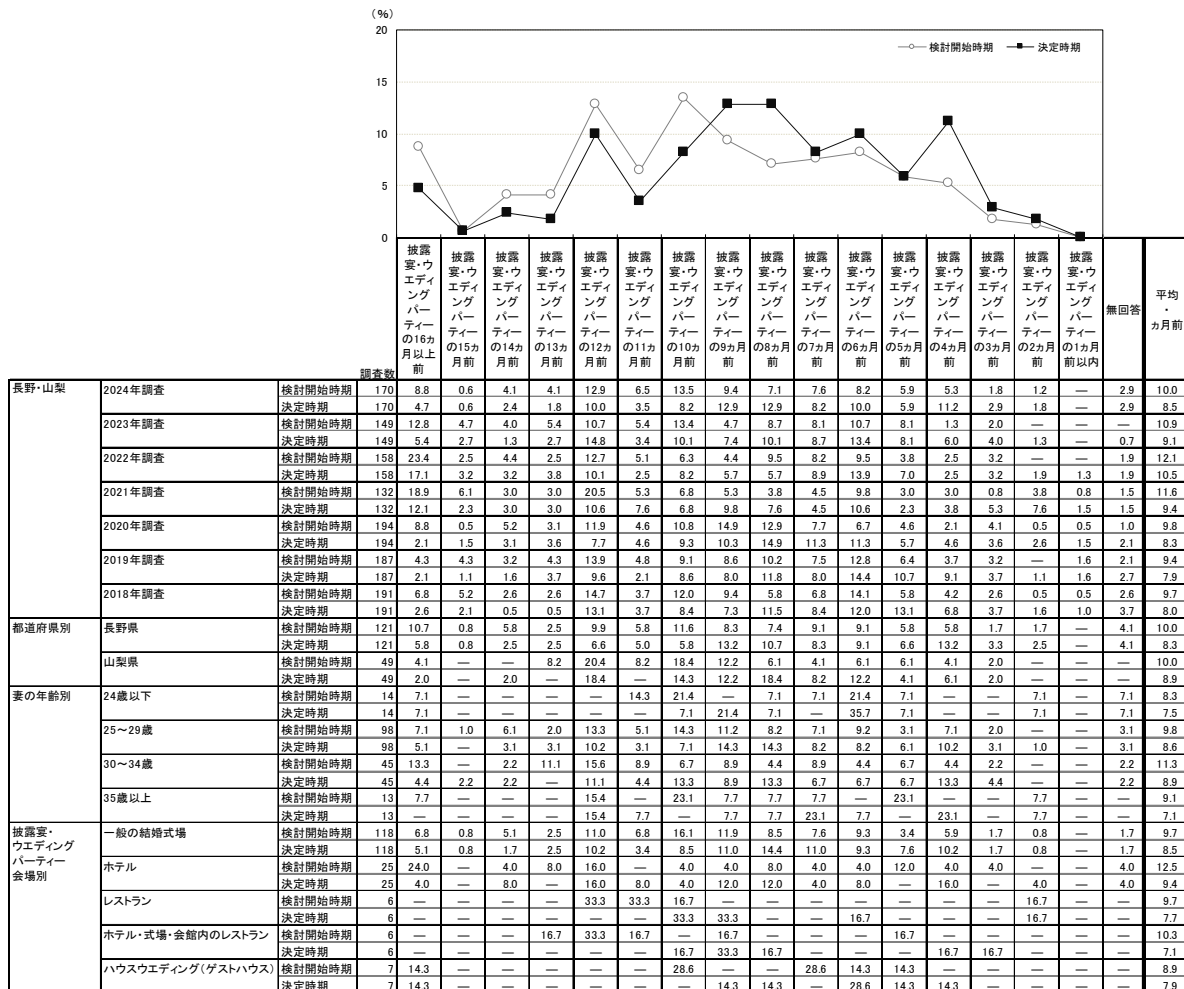 （%）
20
15
10
5
0
検討開始時期 決定時期
調査数 披露宴・ウエディングパーティーの16ヵ月以上前 披露宴・ウエディングパーティーの15ヵ月前 披露宴・ウエディングパーティーの14ヵ月前 披露宴・ウエディングパーティーの13ヵ月前 披露宴・ウエディングパーティーの12ヵ月前 披露宴・ウエディングパーティーの11ヵ月前 披露宴・ウエディングパーティーの10ヵ月前 披露宴・ウエディングパーティーの9ヵ月前 披露宴・ウエディングパーティーの8ヵ月前 披露宴・ウエディングパーティーの7ヵ月前 披露宴・ウエディングパーティーの6ヵ月前 披露宴・ウエディングパーティーの5ヵ月前 披露宴・ウエディングパーティーの4ヵ月前 披露宴・ウエディングパーティーの3ヵ月前 披露宴・ウエディングパーティーの2ヵ月前 披露宴・ウエディングパーティーの1ヵ月前以内 無回答 平均・ヵ月前
長野・山梨 2024年調査 検討開始時期 170 8.8 0.6 4.1 4.1 12.9 6.5 13.5 9.4 7.1 7.6 8.2 5.9 5.3 1.8 1.2 — 2.9 10.0
決定時期 170 4.7 0.6 2.4 1.8 10.0 3.5 8.2 12.9 12.9 8.2 10.0 5.9 11.2 2.9 1.8 — 2.9 8.5
2023年調査 検討開始時期 149 12.8 4.7 4.0 5.4 10.7 5.4 13.4 4.7 8.7 8.1 10.7 8.1 1.3 2.0 — — — 10.9
決定時期 149 5.4 2.7 1.3 2.7 14.8 3.4 10.1 7.4 10.1 8.7 13.4 8.1 6.0 4.0 1.3 — 0.7 9.1
2022年調査 検討開始時期 158 23.4 2.5 4.4 2.5 12.7 5.1 6.3 4.4 9.5 8.2 9.5 3.8 2.5 3.2 — — 1.9 12.1
決定時期 158 17.1 3.2 3.2 3.8 10.1 2.5 8.2 5.7 5.7 8.9 13.9 7.0 2.5 3.2 1.9 1.3 1.9 10.5
2021年調査 検討開始時期 132 18.9 6.1 3.0 3.0 20.5 5.3 6.8 5.3 3.8 4.5 9.8 3.0 3.0 0.8 3.8 0.8 1.5 11.6
決定時期 132 12.1 2.3 3.0 3.0 10.6 7.6 6.8 9.8 7.6 4.5 10.6 2.3 3.8 5.3 7.6 1.5 1.5 9.4
2020年調査 検討開始時期 194 8.8 0.5 5.2 3.1 11.9 4.6 10.8 14.9 12.9 7.7 6.7 4.6 2.1 4.1 0.5 0.5 1.0 9.8
決定時期 194 2.1 1.5 3.1 3.6 7.7 4.6 9.3 10.3 14.9 11.3 11.3 5.7 4.6 3.6 2.6 1.5 2.1 8.3
2019年調査 検討開始時期 187 4.3 4.3 3.2 4.3 13.9 4.8 9.1 8.6 10.2 7.5 12.8 6.4 3.7 3.2 — 1.6 2.1 9.4
決定時期 187 2.1 1.1 1.6 3.7 9.6 2.1 8.6 8.0 11.8 8.0 14.4 10.7 9.1 3.7 1.1 1.6 2.7 7.9
2018年調査 検討開始時期 191 6.8 5.2 2.6 2.6 14.7 3.7 12.0 9.4 5.8 6.8 14.1 5.8 4.2 2.6 0.5 0.5 2.6 9.7
決定時期 191 2.6 2.1 0.5 0.5 13.1 3.7 8.4 7.3 11.5 8.4 12.0 13.1 6.8 3.7 1.6 1.0 3.7 8.0
都道府県別 長野県 検討開始時期 121 10.7 0.8 5.8 2.5 9.9 5.8 11.6 8.3 7.4 9.1 9.1 5.8 5.8 1.7 1.7 — 4.1 10.0
決定時期 121 5.8 0.8 2.5 2.5 6.6 5.0 5.8 13.2 10.7 8.3 9.1 6.6 13.2 3.3 2.5 — 4.1 8.3
山梨県 検討開始時期 49 4.1 — — 8.2 20.4 8.2 18.4 12.2 6.1 4.1 6.1 6.1 4.1 2.0 — — — 10.0
決定時期 49 2.0 — 2.0 — 18.4 — 14.3 12.2 18.4 8.2 12.2 4.1 6.1 2.0 — — — 8.9
妻の年齢別 24歳以下 検討開始時期 14 7.1 — — — — 14.3 21.4 — 7.1 7.1 21.4 7.1 — — 7.1 — 7.1 8.3
決定時期 14 7.1 — — — — — 7.1 21.4 7.1 — 35.7 7.1 — — 7.1 — 7.1 7.5
25～29歳 検討開始時期 98 7.1 1.0 6.1 2.0 13.3 5.1 14.3 11.2 8.2 7.1 9.2 3.1 7.1 2.0 — — 3.1 9.8
決定時期 98 5.1 — 3.1 3.1 10.2 3.1 7.1 14.3 14.3 8.2 8.2 6.1 10.2 3.1 1.0 — 3.1 8.6
30～34歳 検討開始時期 45 13.3 — 2.2 11.1 15.6 8.9 6.7 8.9 4.4 8.9 4.4 6.7 4.4 2.2 — — 2.2 11.3
決定時期 45 4.4 2.2 2.2 — 11.1 4.4 13.3 8.9 13.3 6.7 6.7 6.7 13.3 4.4 — — 2.2 8.9
35歳以上 検討開始時期 13 7.7 — — — 15.4 — 23.1 7.7 7.7 7.7 — 23.1 — — 7.7 — — 9.1
決定時期 13 — — — — 15.4 7.7 — 7.7 7.7 23.1 7.7 — 23.1 — 7.7 — — 7.1
披露宴・ウエディングパーティー会場別 一般の結婚式場 検討開始時期 118 6.8 0.8 5.1 2.5 11.0 6.8 16.1 11.9 8.5 7.6 9.3 3.4 5.9 1.7 0.8 — 1.7 9.7
決定時期 118 5.1 0.8 1.7 2.5 10.2 3.4 8.5 11.0 14.4 11.0 9.3 7.6 10.2 1.7 0.8 — 1.7 8.5
ホテル 検討開始時期 25 24.0 — 4.0 8.0 16.0 — 4.0 4.0 8.0 4.0 4.0 12.0 4.0 4.0 — — 4.0 12.5
決定時期 25 4.0 — 8.0 — 16.0 8.0 4.0 12.0 12.0 4.0 8.0 — 16.0 — 4.0 — 4.0 9.4
レストラン 検討開始時期 6 — — — — 33.3 33.3 16.7 — — — — — — — 16.7 — — 9.7
決定時期 6 — — — — — — 33.3 33.3 — — 16.7 — — — 16.7 — — 7.7
ホテル・式場・会館内のレストラン 検討開始時期 6 — — — 16.7 33.3 16.7 — 16.7 — — — 16.7 — — — — — 10.3
決定時期 6 — — — — — — 16.7 33.3 16.7 — — — 16.7 16.7 — — — 7.1
ハウスウエディング（ゲストハウス） 検討開始時期 7 14.3 — — — — — 28.6 — — 28.6 14.3 14.3 — — — — — 8.9
決定時期 7 14.3 — — — — — — 14.3 14.3 — 28.6 14.3 14.3 — — — — 7.9